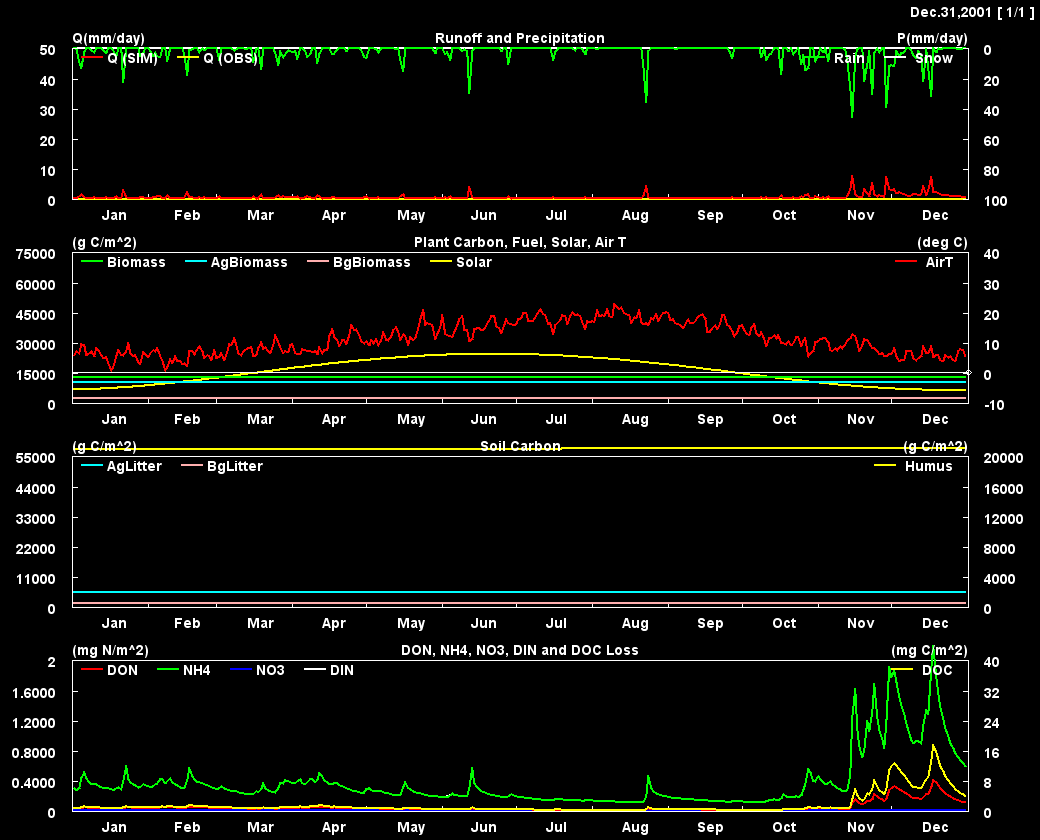 Dec.31,2001 [ 1/1 ]
Q(mm/day) Runoff and Precipitation P(mm/day)
50 0
Q (SIM) Q (OBS) Rain Snow
40 20
30 40
20 60
10 80
0 100
Jan Feb Mar Apr May Jun Jul Aug Sep Oct Nov Dec
(g C/m^2) Plant Carbon, Fuel, Solar, Air T (deg C)
75000 40
Biomass AgBiomass BgBiomass Solar AirT
60000 30
45000 20
30000 10
15000 0
0 -10
Jan Feb Mar Apr May Jun Jul Aug Sep Oct Nov Dec
(g C/m^2) Soil Carbon (g C/m^2)
55000 20000
AgLitter BgLitter Humus
44000 16000
33000 12000
22000 8000
11000 4000
0 0
Jan Feb Mar Apr May Jun Jul Aug Sep Oct Nov Dec
(mg N/m^2) DON, NH4, NO3, DIN and DOC Loss (mg C/m^2)
2 40
DON NH4 NO3 DIN DOC
1.6000 32
1.2000 24
0.8000 16
0.4000 8
0 0
Jan Feb Mar Apr May Jun Jul Aug Sep Oct Nov Dec